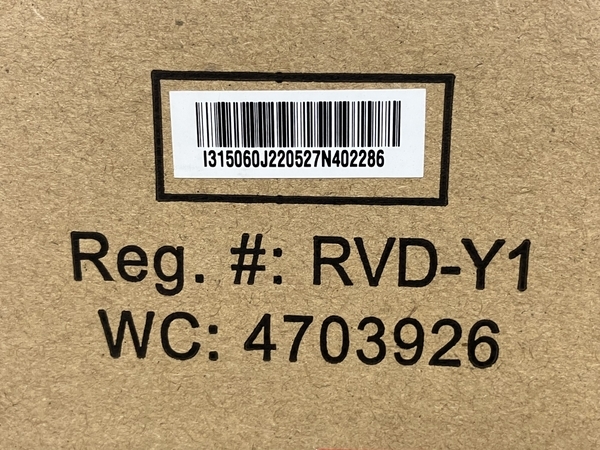 I315060J220527N402286
Reg. #: RVD-Y1
WC: 4703926